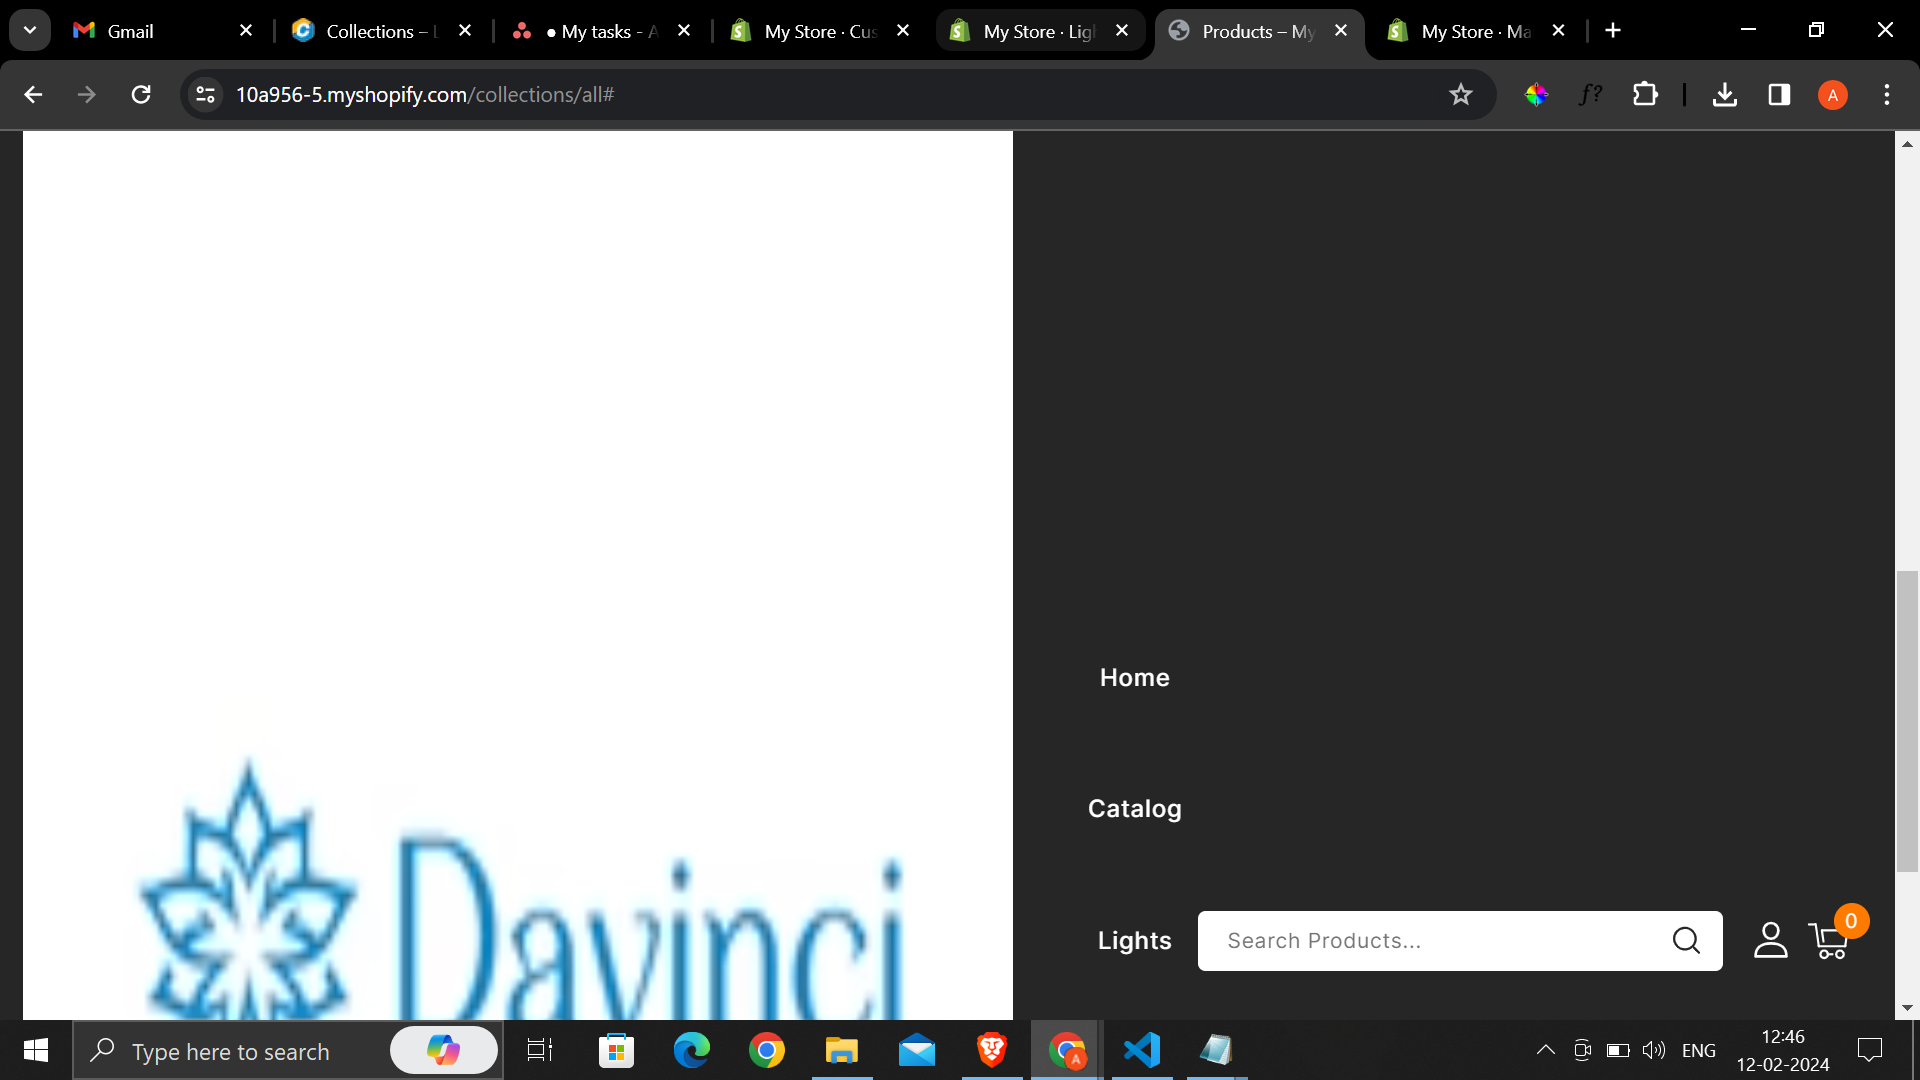 Gmail
Collections – L
● My tasks - A
My Store · Cus
My Store · Ligh
Products – My
My Store · Ma
10a956-5.myshopify.com/collections/all#
f?
A
Home
Catalog
Lights
Search Products...
0
Davinci
Type here to search
A
ENG
12:46
12-02-2024